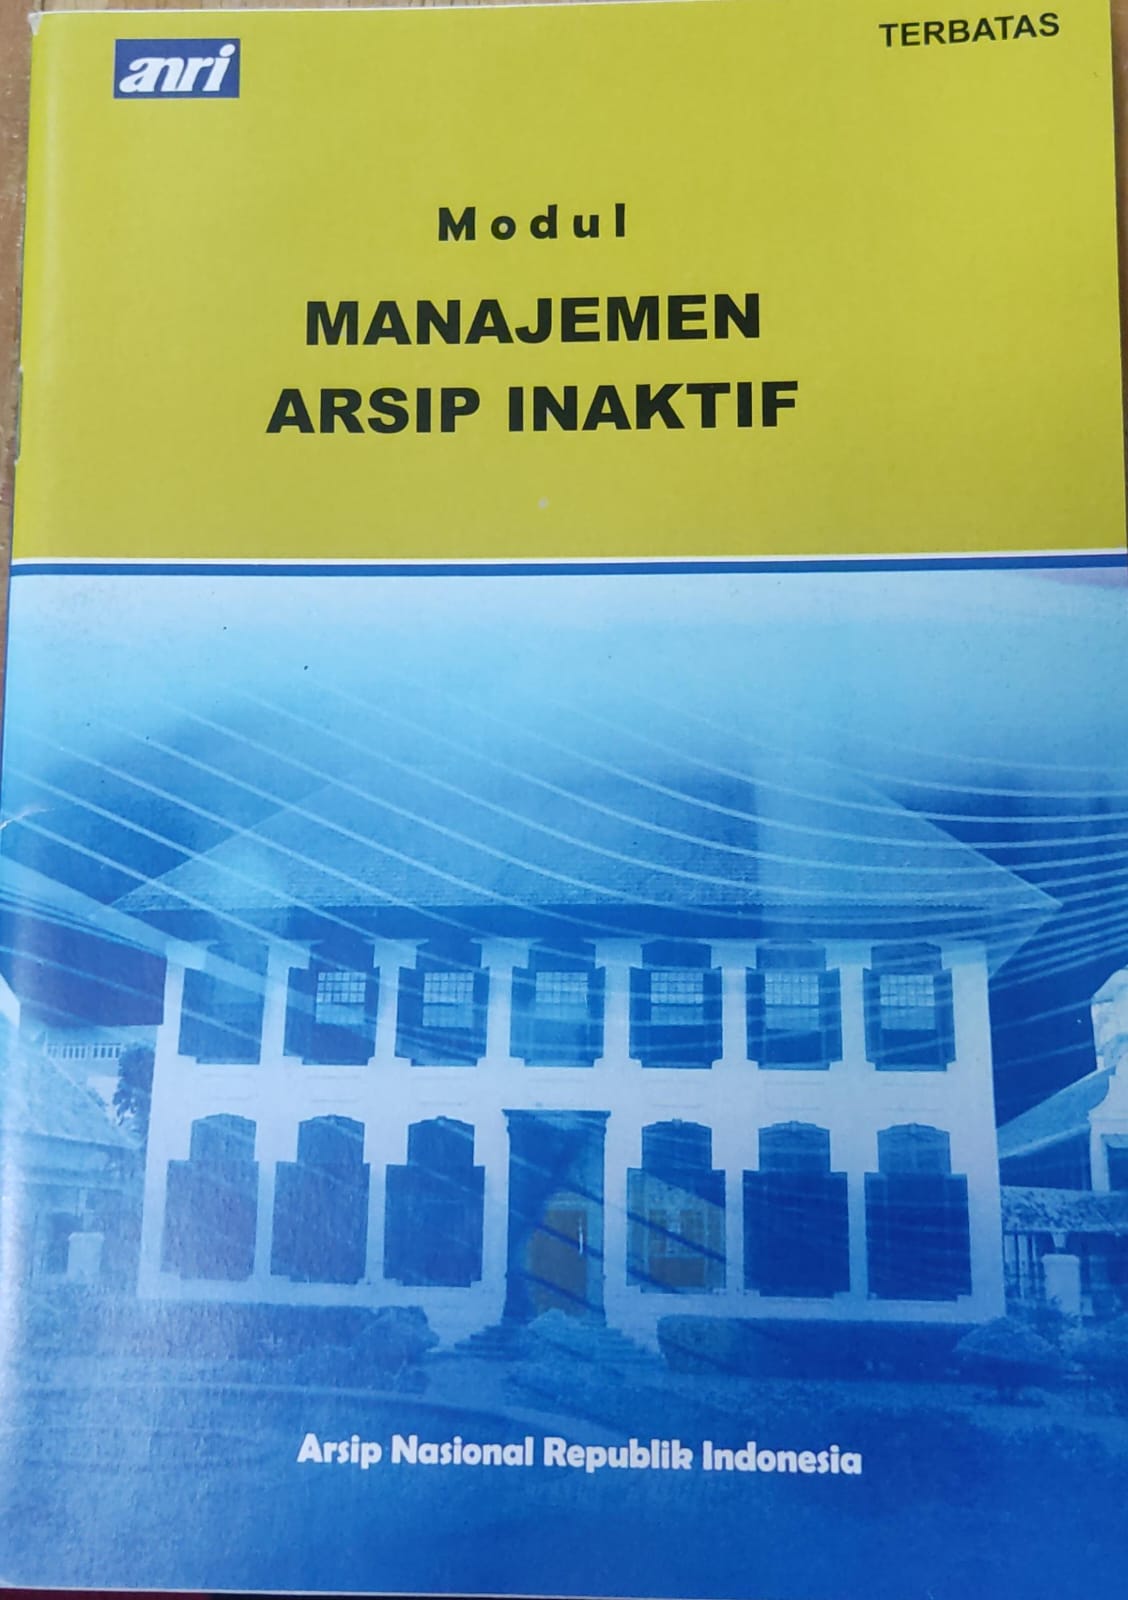 anri
TERBATAS
Modul
MANAJEMEN
ARSIP INAKTIF
Arsip Nasional Republik Indonesia